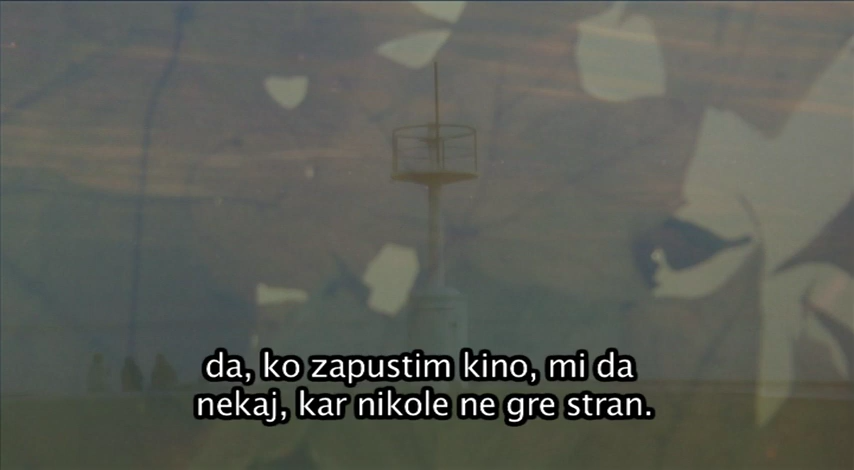 da, ko zapustim kino, mi da
nekaj, kar nikole ne gre stran.